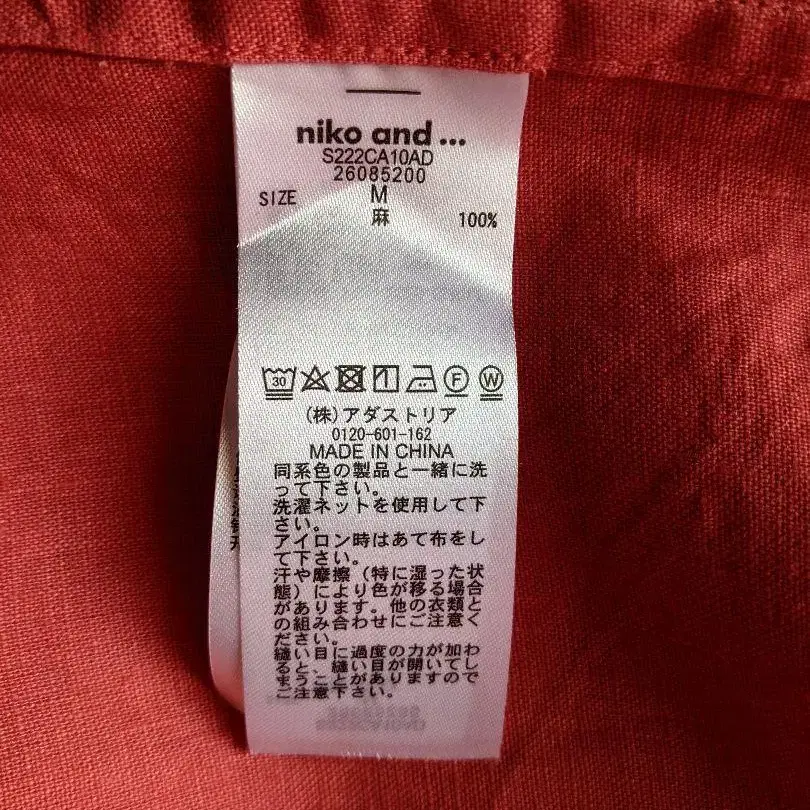 niko and ...
S222CA10AD
26085200
SIZE M
麻 100%
30 F W
(株)アダストリア
0120-601-162
MADE IN CHINA
同系色の製品と一緒に洗
って下さい。
洗濯ネットを使用して下
さい。
アイロン時はあて布をし
て下さい。
汗や摩擦(特に湿った状
態)により色が移る場合
があります。他の衣類と
の組み合わせにご注意く
ださい。
縫い目に過度の力が加わ
ると、縫い目が開いてし
まうことがありますので
ご注意下さい。